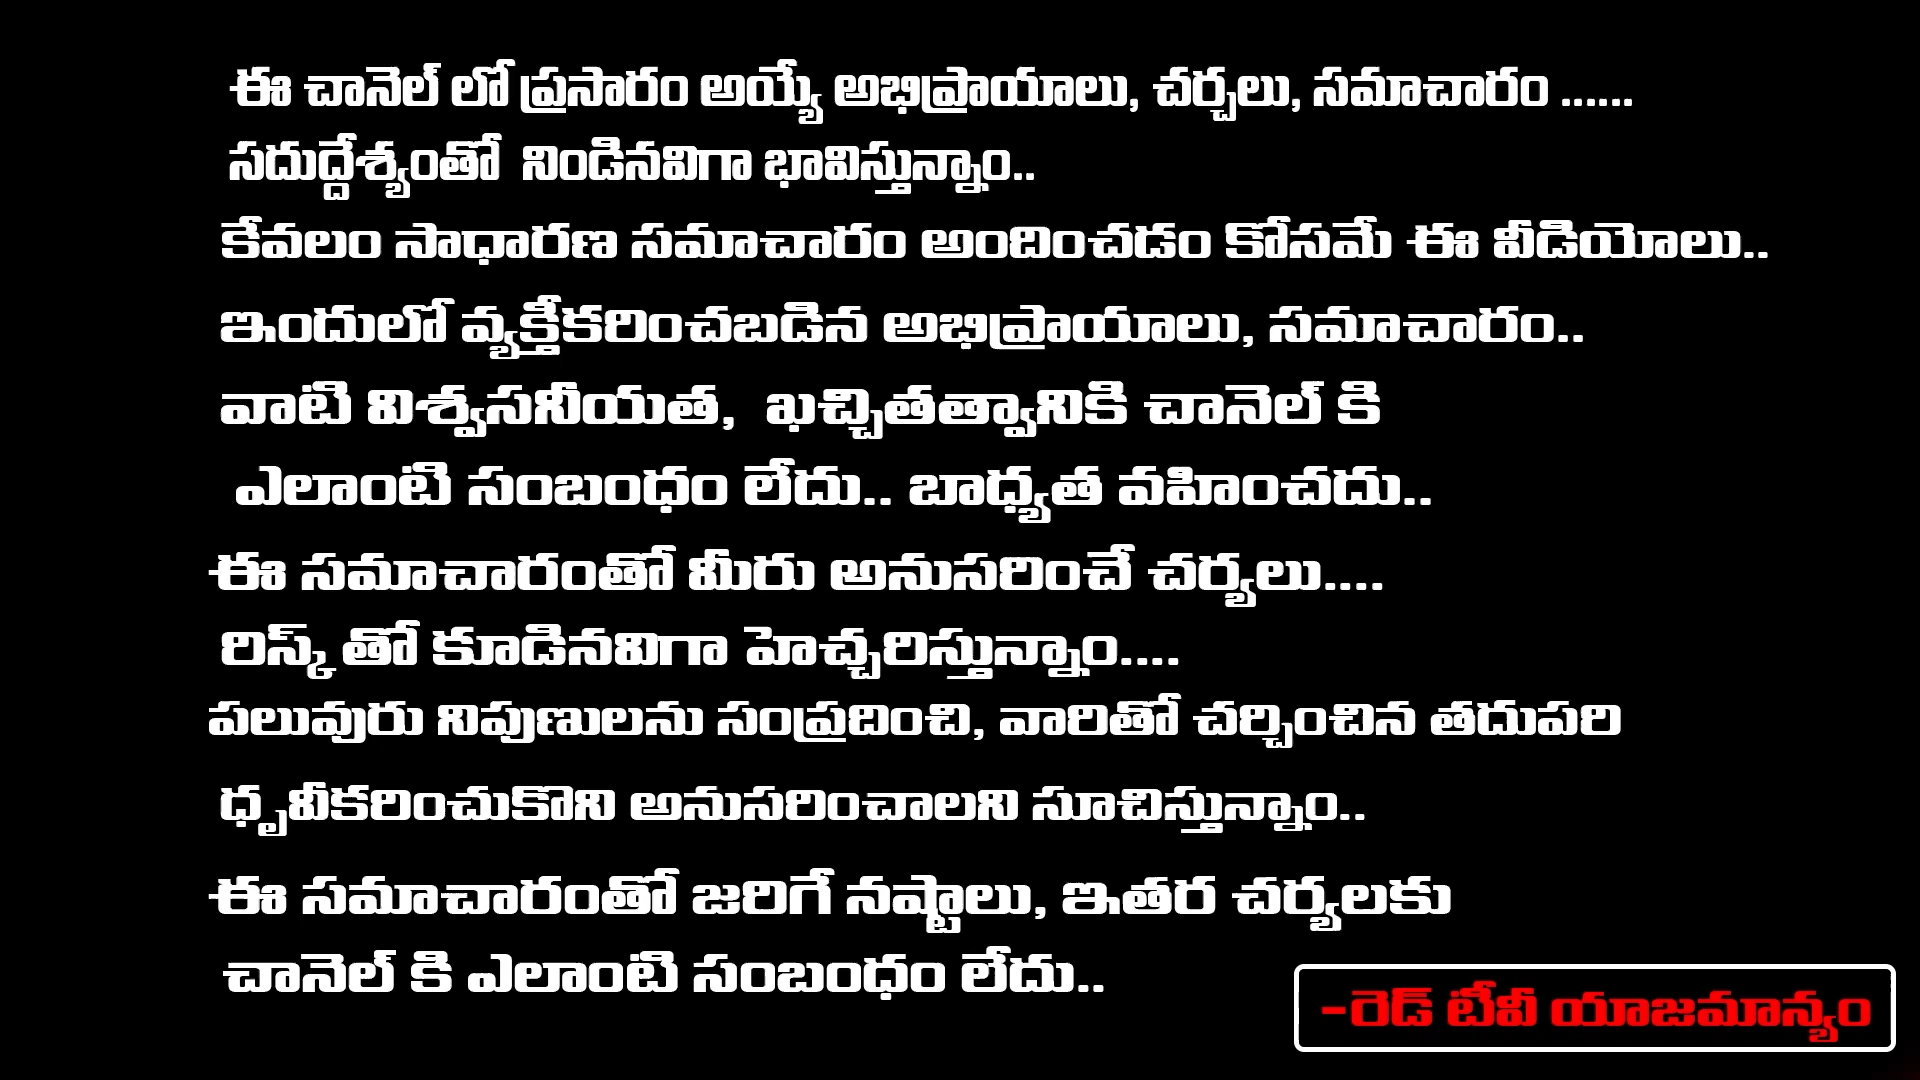 ఈ చానెల్ లో ప్రసారం అయ్యే అభిప్రాయాలు, చర్చలు, సమాచారం ......
సదుద్దేశ్యంతో నిండినవిగా భావిస్తున్నాం..
కేవలం సాధారణ సమాచారం అందించడం కోసమే ఈ వీడియోలు..
ఇందులో వ్యక్తీకరించబడిన అభిప్రాయాలు, సమాచారం..
వాటి విశ్వసనీయత, ఖచ్చితత్వానికి చానెల్ కి
ఎలాంటి సంబంధం లేదు.. బాధ్యత వహించదు..
ఈ సమాచారంతో మీరు అనుసరించే చర్యలు....
రిస్క్ తో కూడినవిగా హెచ్చరిస్తున్నాం....
పలువురు నిపుణులను సంప్రదించి, వారితో చర్చించిన తదుపరి
ధృవీకరించుకొని అనుసరించాలని సూచిస్తున్నాం..
ఈ సమాచారంతో జరిగే నష్టాలు, ఇతర చర్యలకు
చానెల్ కి ఎలాంటి సంబంధం లేదు..
-రెడ్ టీవీ యాజమాన్యం